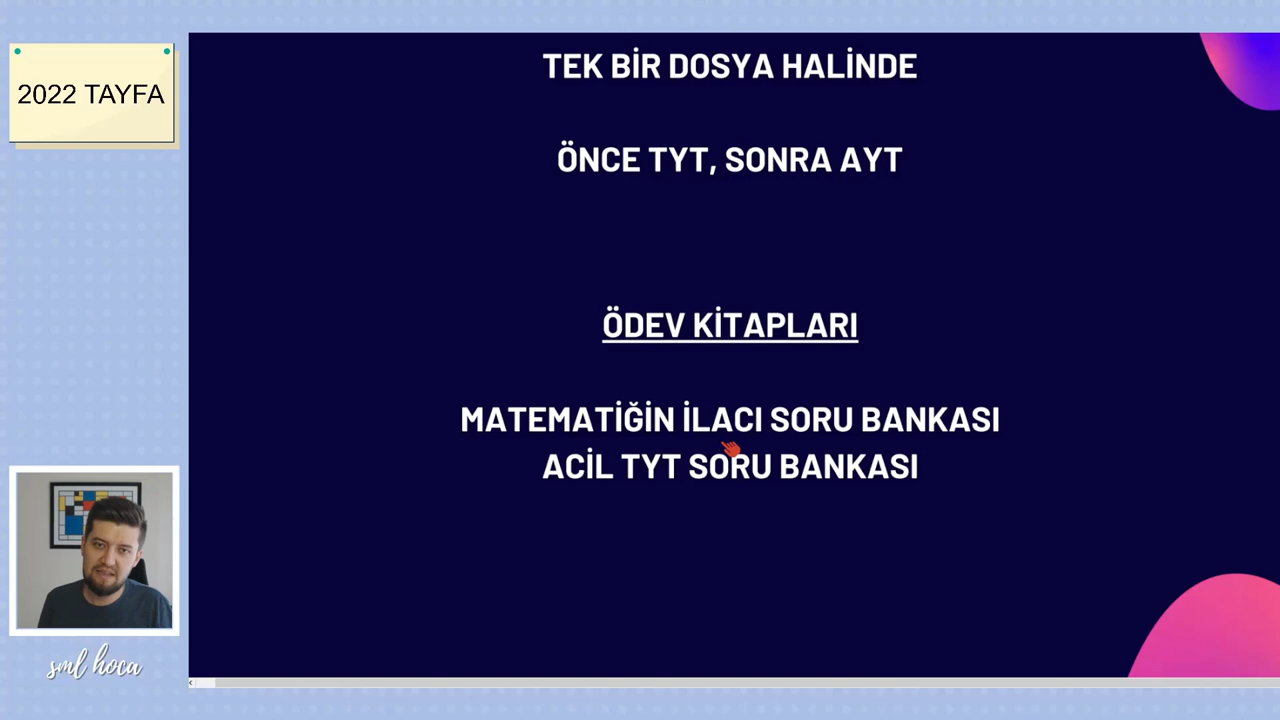 2022 TAYFA
TEK BİR DOSYA HALİNDE
ÖNCE TYT, SONRA AYT
ÖDEV KİTAPLARI
MATEMATİĞİN İLACI SORU BANKASI
ACİL TYT SORU BANKASI
sml hoca